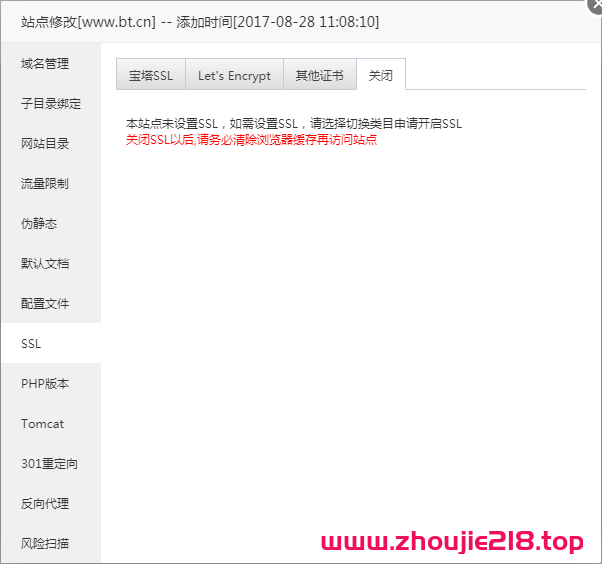 站点修改[www.bt.cn] -- 添加时间[2017-08-28 11:08:10]
域名管理
子目录绑定
网站目录
流量限制
伪静态
默认文档
配置文件
SSL
PHP版本
Tomcat
301重定向
反向代理
风险扫描
宝塔SSL
Let's Encrypt
其他证书
关闭
本站点未设置SSL，如需设置SSL，请选择切换类目申请开启SSL
关闭SSL以后,请务必清除浏览器缓存再访问站点
www.zhoujie218.top